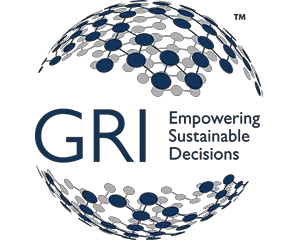 TM
GRI
Empowering
Sustainable
Decisions